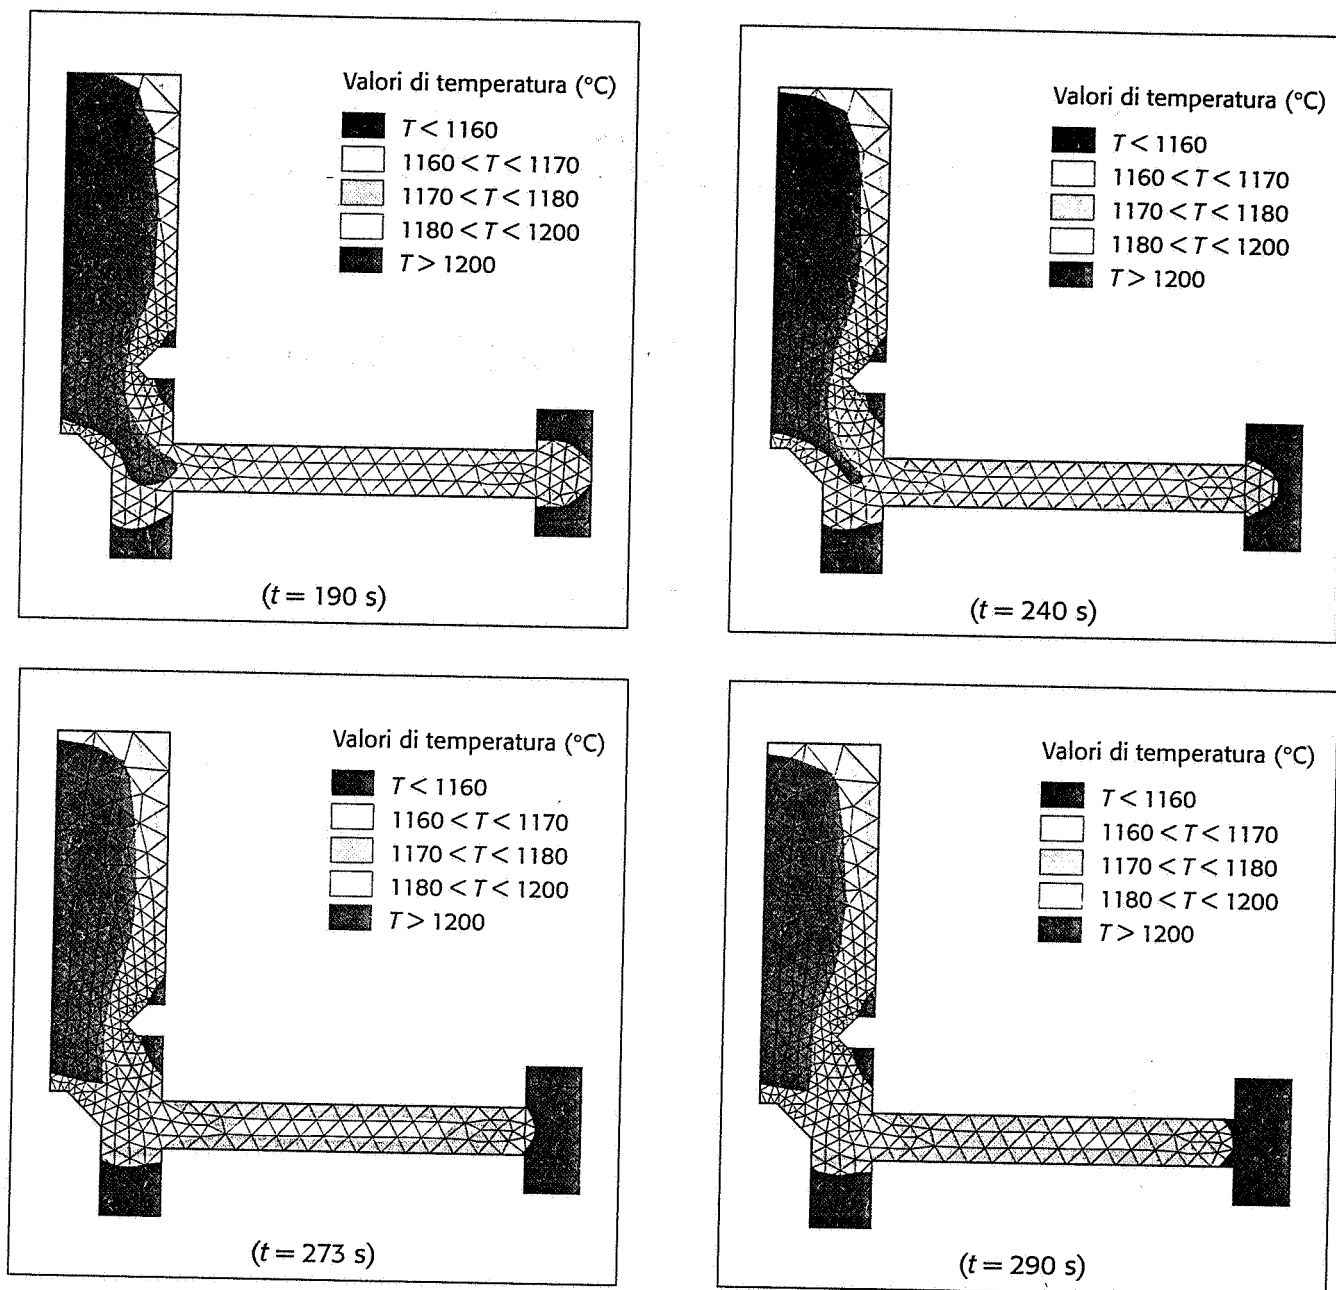 Valori di temperatura (°C)
T < 1160
1160 < T < 1170
1170 < T < 1180
1180 < T < 1200
T > 1200
(t = 190 s)
Valori di temperatura (°C)
T < 1160
1160 < T < 1170
1170 < T < 1180
1180 < T < 1200
T > 1200
(t = 240 s)
Valori di temperatura (°C)
T < 1160
1160 < T < 1170
1170 < T < 1180
1180 < T < 1200
T > 1200
(t = 273 s)
Valori di temperatura (°C)
T < 1160
1160 < T < 1170
1170 < T < 1180
1180 < T < 1200
T > 1200
(t = 290 s)